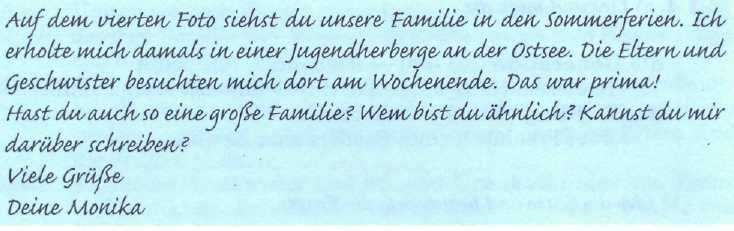 Auf dem vierten Foto siehst du unsere Familie in den Sommerferien. Ich
erholte mich damals in einer Jugendherberge an der Ostsee. Die Eltern und
Geschwister besuchten mich dort am Wochenende. Das war prima!
Hast du auch so eine große Familie? Wem bist du ähnlich? Kannst du mir
darüber schreiben?
Viele Grüße
Deine Monika